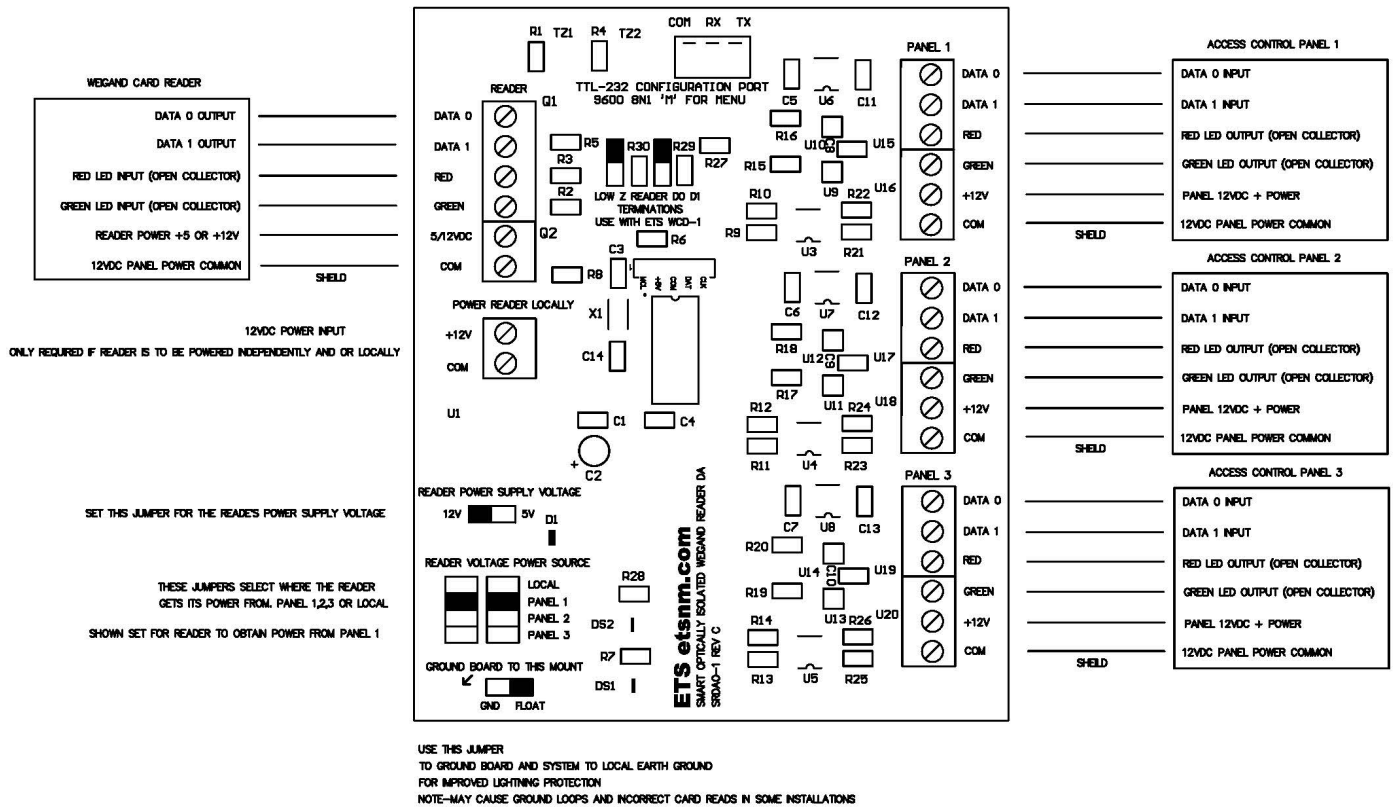 WEIGAND CARD READER
DATA 0 OUTPUT
DATA 1 OUTPUT
RED LED INPUT (OPEN COLLECTOR)
GREEN LED INPUT (OPEN COLLECTOR)
READER POWER +5 OR +12V
12VDC PANEL POWER COMMON
SHEILD
12VDC POWER INPUT
ONLY REQUIRED IF READER IS TO BE POWERED INDEPENDENTLY AND OR LOCALLY
SET THIS JUMPER FOR THE READE'S POWER SUPPLY VOLTAGE
THESE JUMPERS SELECT WHERE THE READER
GETS ITS POWER FROM. PANEL 1,2,3 OR LOCAL
SHOWN SET FOR READER TO OBTAIN POWER FROM PANEL 1
R1 TZ1 R4 TZ2
COM RX TX
TTL-232 CONFIGURATION PORT
9600 8N1 'M' FOR MENU
READER
Q1
DATA 0
DATA 1
RED
GREEN
5/12VDC
COM
Q2
R5
R3
R2
R30
R29
R27
LOW Z READER D0 D1
TERMINATIONS
USE WITH ETS WCD-1
R6
C3
R8
1
MCL +5V COM DAT CLK
X1
C14
POWER READER LOCALLY
+12V
COM
U1
C1
C4
+
C2
READER POWER SUPPLY VOLTAGE
12V 5V
D1
READER VOLTAGE POWER SOURCE
LOCAL
PANEL 1
PANEL 2
PANEL 3
R28
DS2
R7
DS1
GROUND BOARD TO THIS MOUNT
GND FLOAT
ETS etsnm.com
SMART OPTICALLY ISOLATED WEIGAND READER DA
SRDAO-1 REV C
C5 U6 C11
R16
U10 C8 U15
R15
U9
U16
R10 R22
R9 U3 R21
C6 U7 C12
R18
U12 C9 U17
R17
U11
U18
R12 R24
R11 U4 R23
C7 U8 C13
R20
U14 C10 U19
R19
U13
U20
R14 R26
R13 U5 R25
PANEL 1
DATA 0
DATA 1
RED
GREEN
+12V
COM
PANEL 2
DATA 0
DATA 1
RED
GREEN
+12V
COM
PANEL 3
DATA 0
DATA 1
RED
GREEN
+12V
COM
ACCESS CONTROL PANEL 1
DATA 0 INPUT
DATA 1 INPUT
RED LED OUTPUT (OPEN COLLECTOR)
GREEN LED OUTPUT (OPEN COLLECTOR)
PANEL 12VDC + POWER
12VDC PANEL POWER COMMON
SHEILD
ACCESS CONTROL PANEL 2
DATA 0 INPUT
DATA 1 INPUT
RED LED OUTPUT (OPEN COLLECTOR)
GREEN LED OUTPUT (OPEN COLLECTOR)
PANEL 12VDC + POWER
12VDC PANEL POWER COMMON
SHEILD
ACCESS CONTROL PANEL 3
DATA 0 INPUT
DATA 1 INPUT
RED LED OUTPUT (OPEN COLLECTOR)
GREEN LED OUTPUT (OPEN COLLECTOR)
PANEL 12VDC + POWER
12VDC PANEL POWER COMMON
SHEILD
USE THIS JUMPER
TO GROUND BOARD AND SYSTEM TO LOCAL EARTH GROUND
FOR IMPROVED LIGHTNING PROTECTION
NOTE-MAY CAUSE GROUND LOOPS AND INCORRECT CARD READS IN SOME INSTALLATIONS